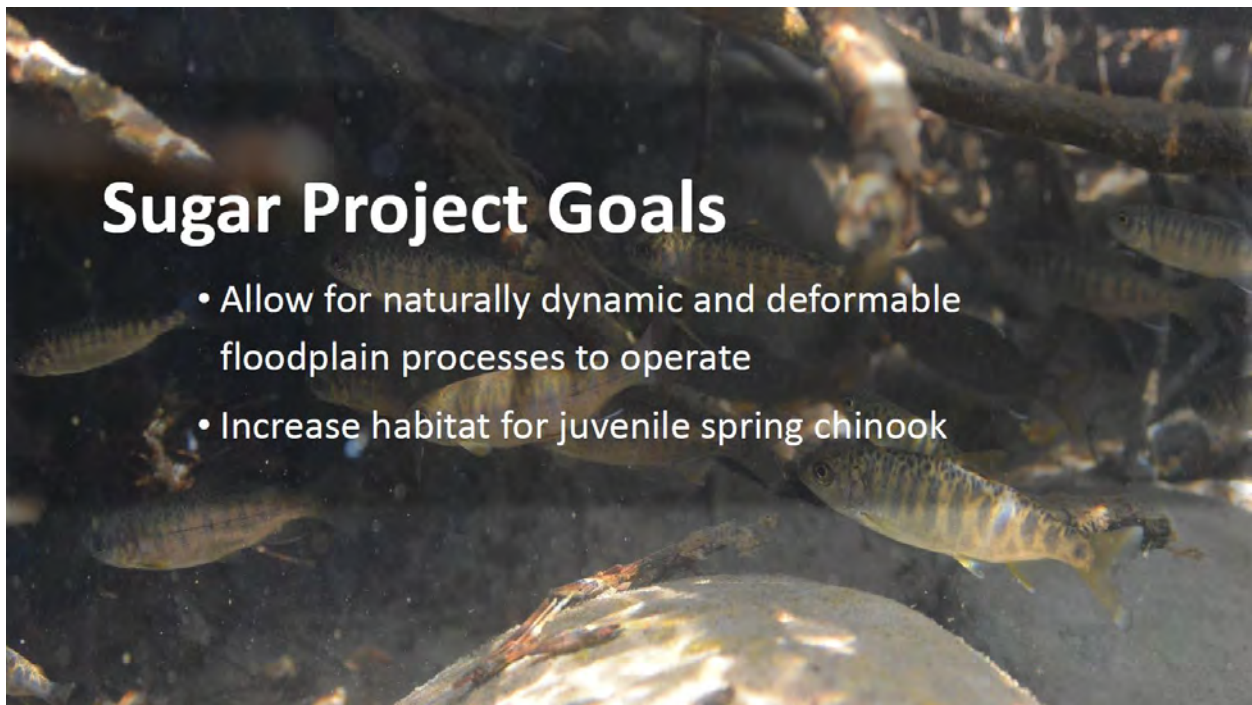 Sugar Project Goals
• Allow for naturally dynamic and deformable
floodplain processes to operate
• Increase habitat for juvenile spring chinook